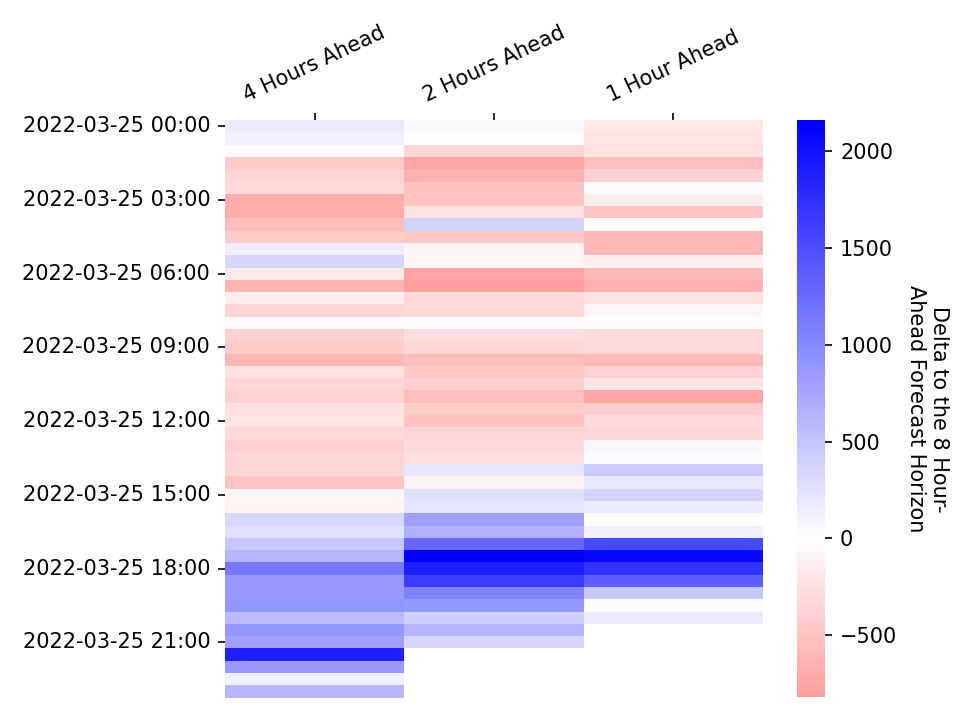 4 Hours Ahead
2 Hours Ahead
1 Hour Ahead
2022-03-25 00:00
2022-03-25 03:00
2022-03-25 06:00
2022-03-25 09:00
2022-03-25 12:00
2022-03-25 15:00
2022-03-25 18:00
2022-03-25 21:00
2000
1500
1000
500
0
−500
Delta to the 8 Hour-
Ahead Forecast Horizon